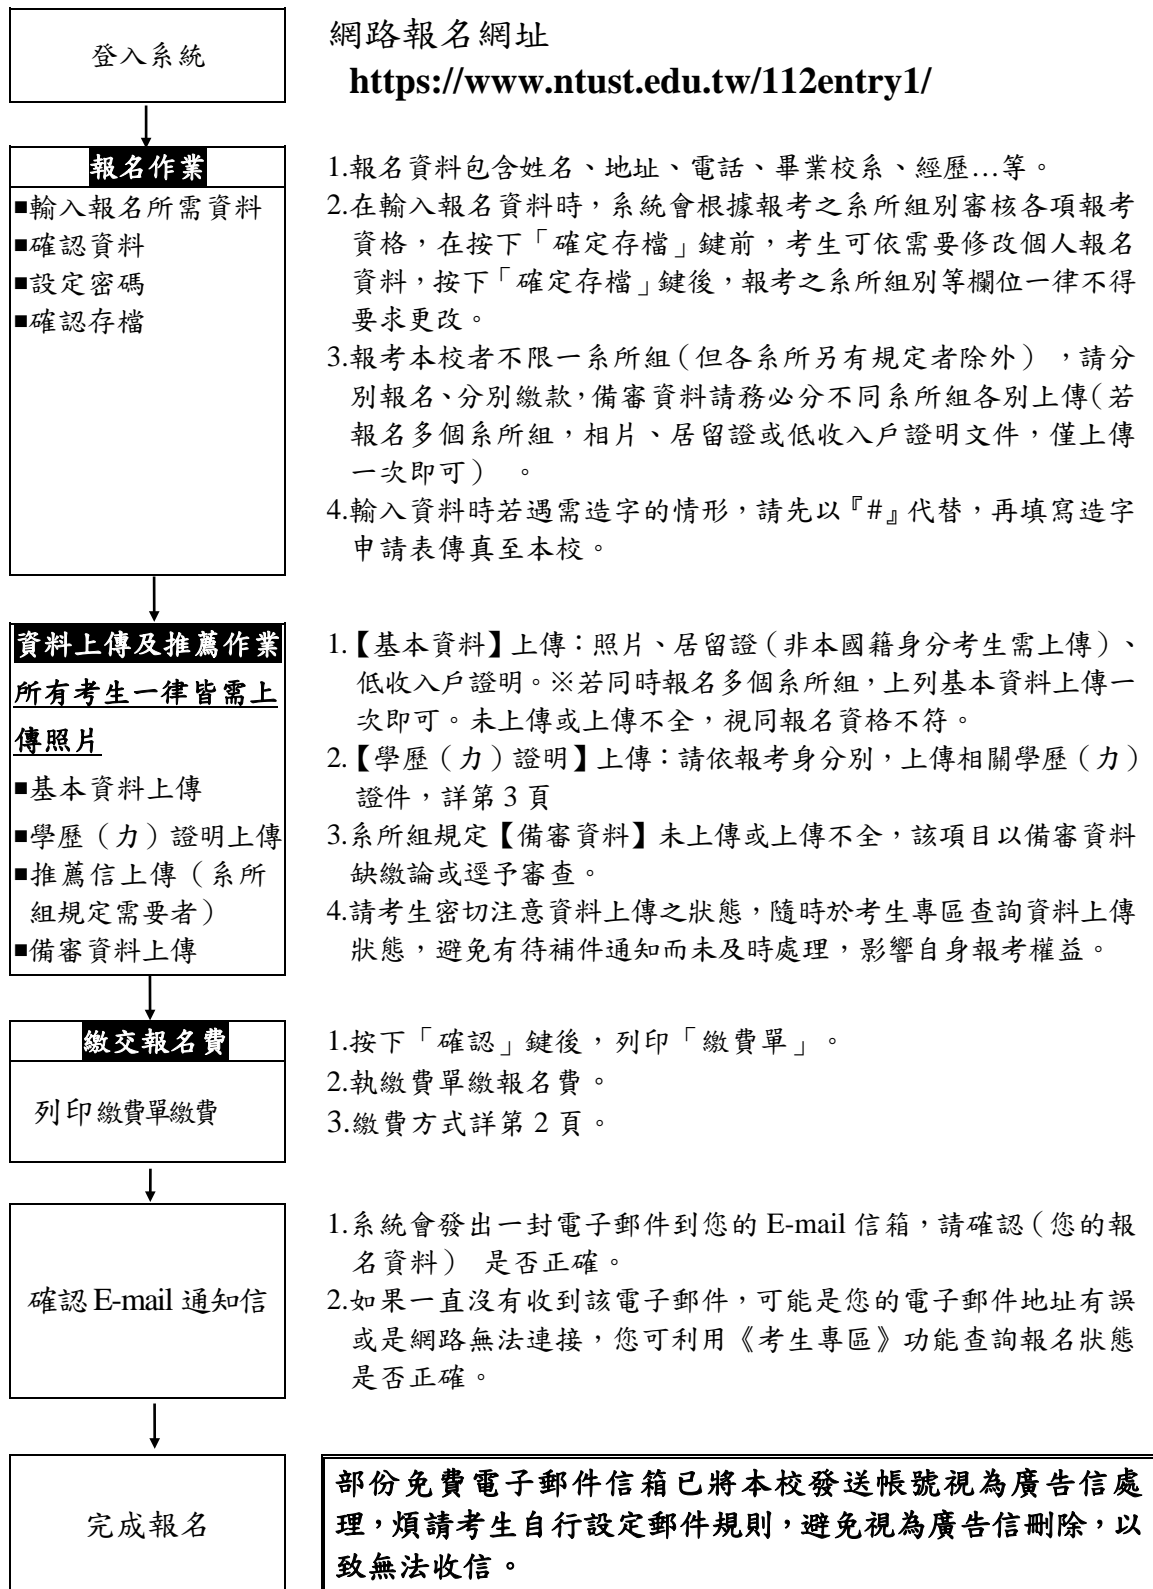 登入系統
網路報名網址
https://www.ntust.edu.tw/112entry1/
報名作業
■輸入報名所需資料
■確認資料
■設定密碼
■確認存檔
1.報名資料包含姓名、地址、電話、畢業校系、經歷…等。
2.在輸入報名資料時，系統會根據報考之系所組別審核各項報考
資格，在按下「確定存檔」鍵前，考生可依需要修改個人報名
資料，按下「確定存檔」鍵後，報考之系所組別等欄位一律不得
要求更改。
3.報考本校者不限一系所組（但各系所另有規定者除外），請分
別報名、分別繳款，備審資料請務必分不同系所組各別上傳（若
報名多個系所組，相片、居留證或低收入戶證明文件，僅上傳
一次即可）。
4.輸入資料時若遇需造字的情形，請先以『#』代替，再填寫造字
申請表傳真至本校。
資料上傳及推薦作業
所有考生一律皆需上
傳照片
■基本資料上傳
■學歷（力）證明上傳
■推薦信上傳（系所
組規定需要者）
■備審資料上傳
1.【基本資料】上傳：照片、居留證（非本國籍身分考生需上傳）、
低收入戶證明。※若同時報名多個系所組，上列基本資料上傳一
次即可。未上傳或上傳不全，視同報名資格不符。
2.【學歷（力）證明】上傳：請依報考身分別，上傳相關學歷（力）
證件，詳第 3 頁
3.系所組規定【備審資料】未上傳或上傳不全，該項目以備審資料
缺繳論或逕予審查。
4.請考生密切注意資料上傳之狀態，隨時於考生專區查詢資料上傳
狀態，避免有待補件通知而未及時處理，影響自身報考權益。
繳交報名費
列印繳費單繳費
1.按下「確認」鍵後，列印「繳費單」。
2.執繳費單繳報名費。
3.繳費方式詳第 2 頁。
確認 E-mail 通知信
1.系統會發出一封電子郵件到您的 E-mail 信箱，請確認（您的報
名資料） 是否正確。
2.如果一直沒有收到該電子郵件，可能是您的電子郵件地址有誤
或是網路無法連接，您可利用《考生專區》功能查詢報名狀態
是否正確。
完成報名
部份免費電子郵件信箱已將本校發送帳號視為廣告信處
理，煩請考生自行設定郵件規則，避免視為廣告信刪除，以
致無法收信。